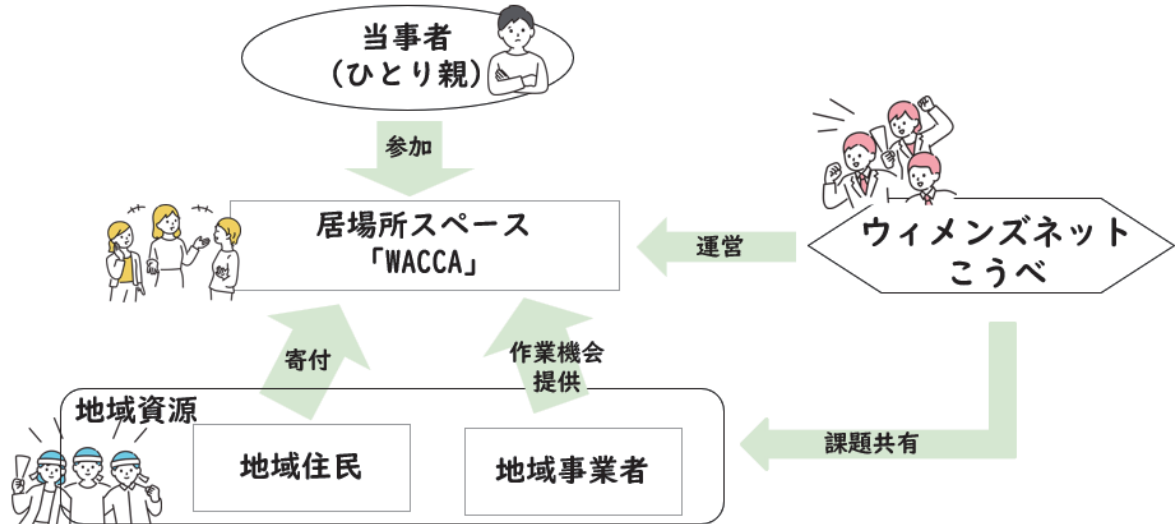 当事者
(ひとり親)
参加
居場所スペース
「WACCA」
運営
ウィメンズネット
こうべ
寄付
作業機会
提供
地域資源
地域住民
地域事業者
課題共有